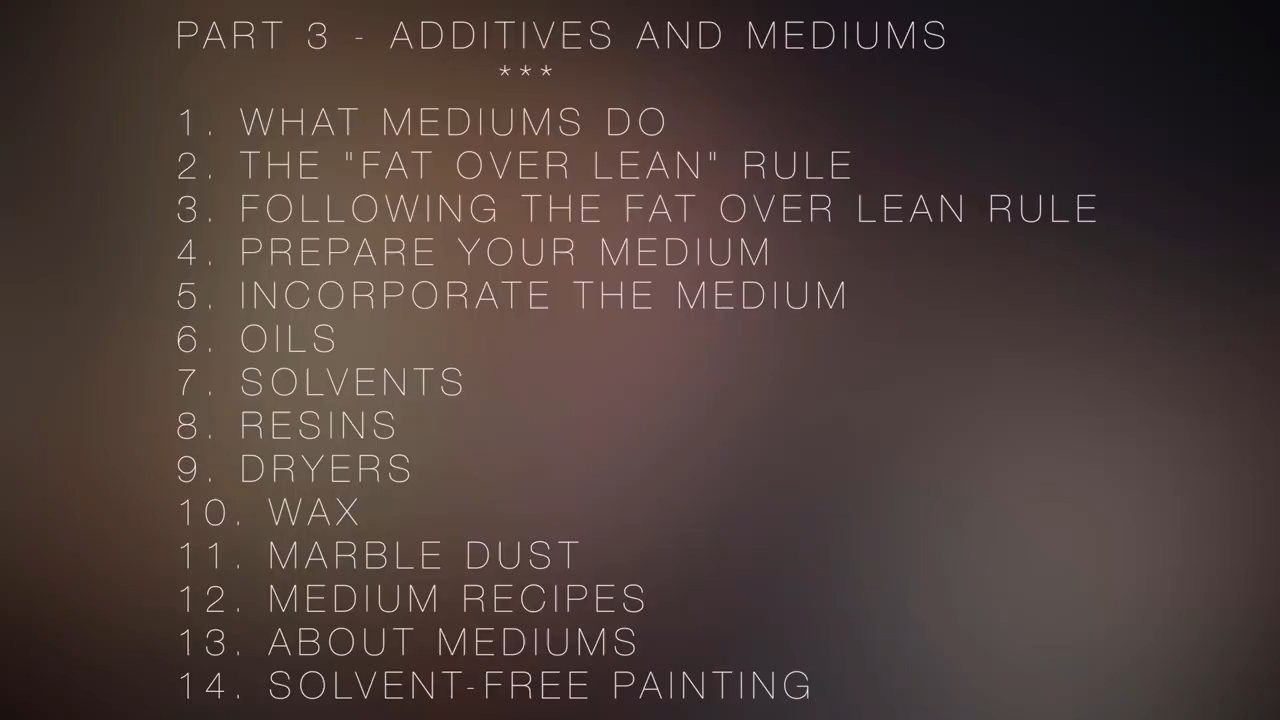 PART 3 - ADDITIVES AND MEDIUMS
***
1. WHAT MEDIUMS DO
2. THE "FAT OVER LEAN" RULE
3. FOLLOWING THE FAT OVER LEAN RULE
4. PREPARE YOUR MEDIUM
5. INCORPORATE THE MEDIUM
6. OILS
7. SOLVENTS
8. RESINS
9. DRYERS
10. WAX
11. MARBLE DUST
12. MEDIUM RECIPES
13. ABOUT MEDIUMS
14. SOLVENT-FREE PAINTING